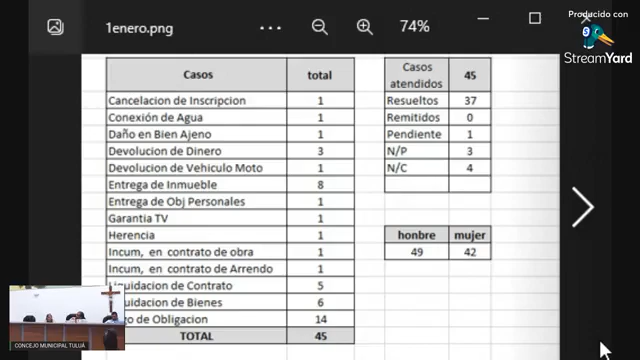 Producido con
StreamYard
1enero.png
74%
Casos total
Cancelacion de Inscripcion 1
Conexión de Agua 1
Daño en Bien Ajeno 1
Devolucion de Dinero 3
Devolucion de Vehiculo Moto 1
Entrega de Inmueble 8
Entrega de Obj Personales 1
Garantia TV 1
Herencia 1
Incum, en contrato de obra 1
Incum, en contrato de Arrendo 1
Liquidacion de Contrato 5
Liquidacion de Bienes 6
go de Obligacion 14
TOTAL 45
Casos
atendidos 45
Resueltos 37
Remitidos 0
Pendiente 1
N/P 3
N/C 4
honbre mujer
49 42
CONCEJO MUNICIPAL TULUÁ